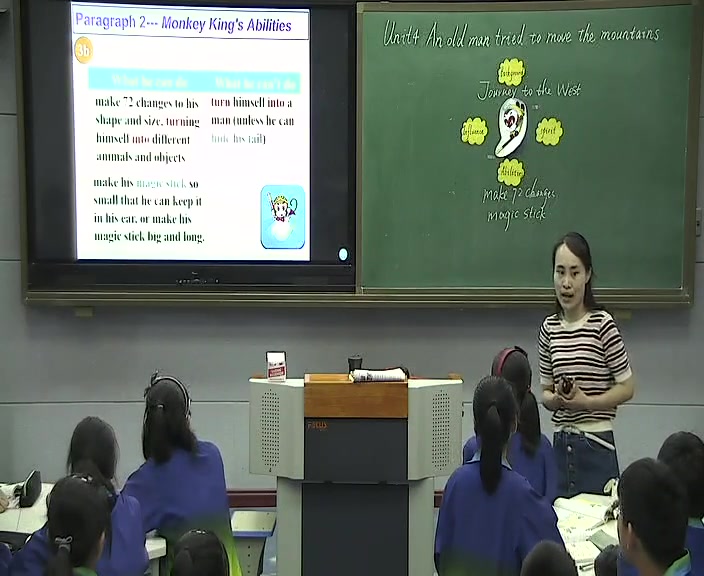 Paragraph 2--- Monkey King's Abilities
3b
What he can do
What he can't do
make 72 changes to his
shape and size, turning
himself into different
animals and objects
turn himself into a
man (unless he can
hide his tail)
make his magic stick so
small that he can keep it
in his ear, or make his
magic stick big and long.
Unit4 An old man tried to move the mountains
Background
Journey to the West
Influence
spirit
Abilities
make 72 changes
magic stick
FOCUS